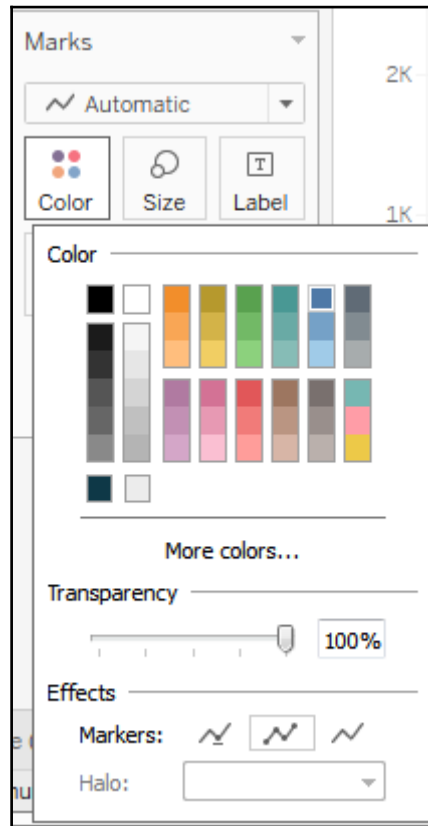 Marks
2K
Automatic
T
Color Size Label
1K
Color
More colors...
Transparency
100%
Effects
Markers:
Halo: